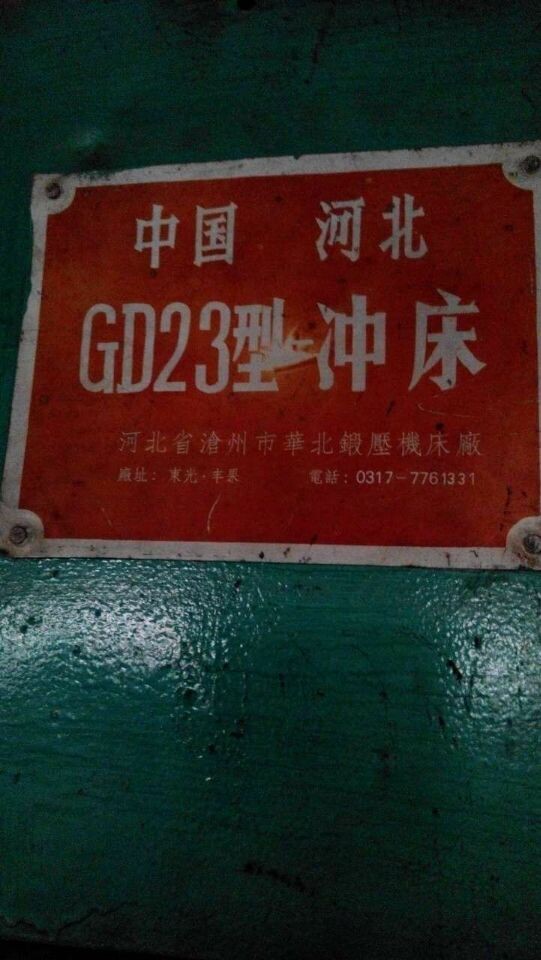 中国 河北
GD23型 冲床
河北省滄州市華北鍛壓機床廠
廠址：東光·丰果 電話：0317-7761331